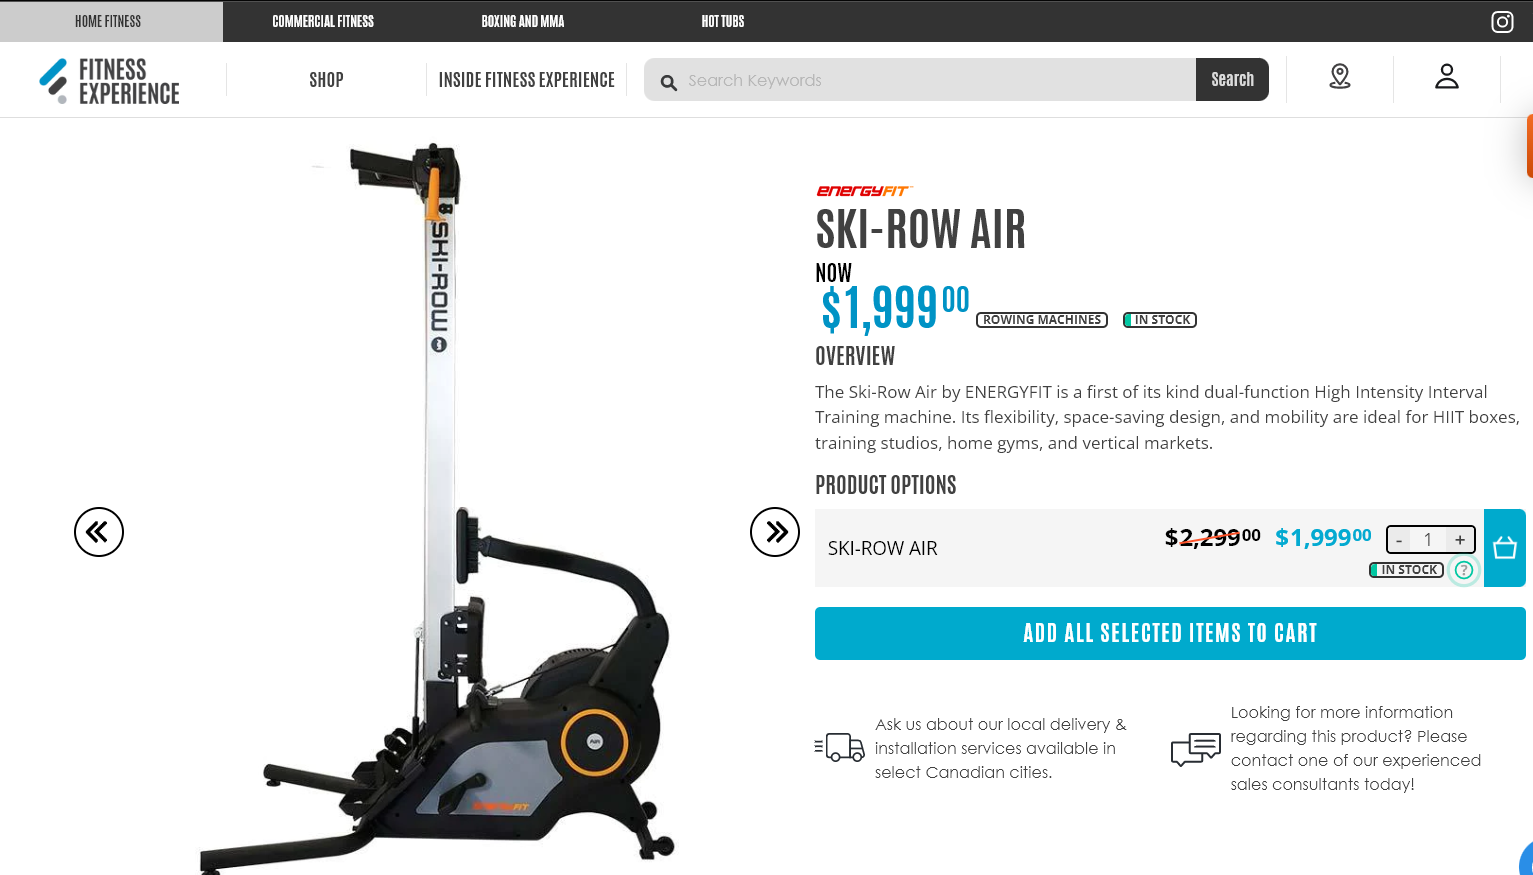 HOME FITNESS
COMMERCIAL FITNESS
BOXING AND MMA
HOT TUBS
FITNESS
EXPERIENCE
SHOP
INSIDE FITNESS EXPERIENCE
Search Keywords
Search
SKI-ROW
AIR
ENERGYFIT
ENERGYFIT
SKI-ROW AIR
NOW
$1,999 00
ROWING MACHINES
IN STOCK
OVERVIEW
The Ski-Row Air by ENERGYFIT is a first of its kind dual-function High Intensity Interval
Training machine. Its flexibility, space-saving design, and mobility are ideal for HIIT boxes,
training studios, home gyms, and vertical markets.
PRODUCT OPTIONS
SKI-ROW AIR
$2,299 00 $1,999 00
- 1 +
IN STOCK
?
ADD ALL SELECTED ITEMS TO CART
Ask us about our local delivery &
installation services available in
select Canadian cities.
Looking for more information
regarding this product? Please
contact one of our experienced
sales consultants today!